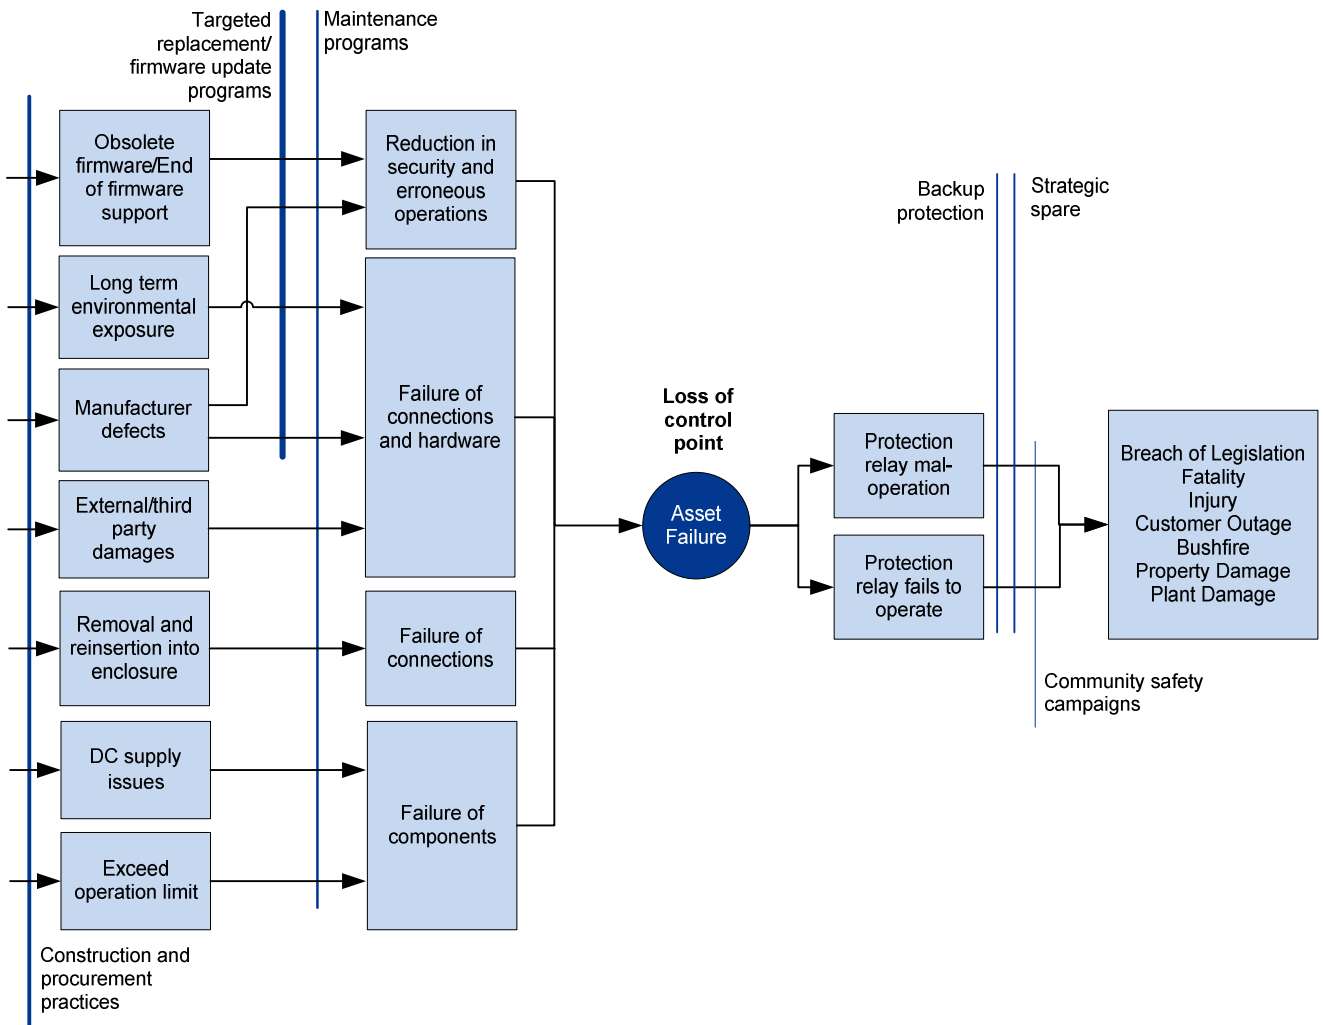 Targeted
replacement/
firmware update
programs
Maintenance
programs
Obsolete
firmware/End
of firmware
support
Long term
environmental
exposure
Manufacturer
defects
External/third
party
damages
Removal and
reinsertion into
enclosure
DC supply
issues
Exceed
operation limit
Construction and
procurement
practices
Reduction in
security and
erroneous
operations
Failure of
connections
and hardware
Failure of
connections
Failure of
components
Loss of
control
point
Asset
Failure
Protection
relay mal-
operation
Protection
relay fails to
operate
Backup
protection
Strategic
spare
Community safety
campaigns
Breach of Legislation
Fatality
Injury
Customer Outage
Bushfire
Property Damage
Plant Damage